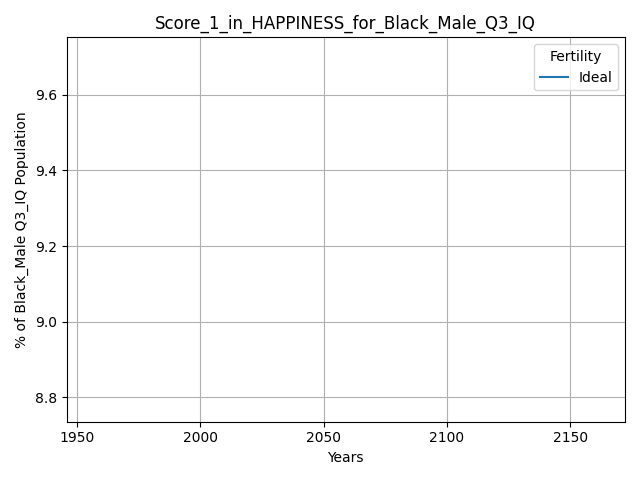 Score_1_in_HAPPINESS_for_Black_Male_Q3_IQ
Fertility
Ideal
9.6
9.4
9.2
9.0
8.8
% of Black_Male Q3_IQ Population
1950 2000 2050 2100 2150
Years